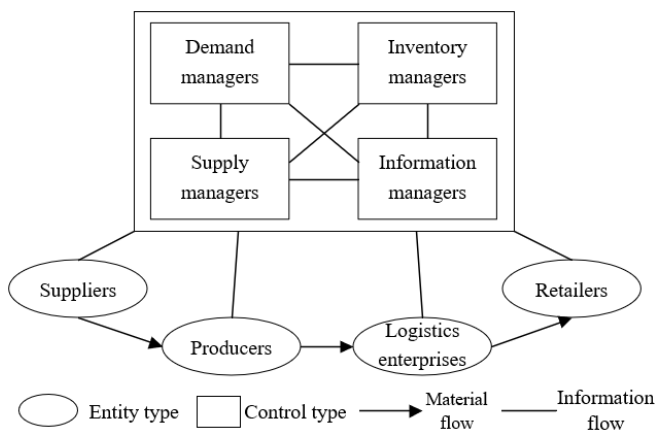 Demand
managers
Inventory
managers
Supply
managers
Information
managers
Suppliers
Retailers
Producers
Logistics
enterprises
Entity type
Control type
Material
flow
Information
flow